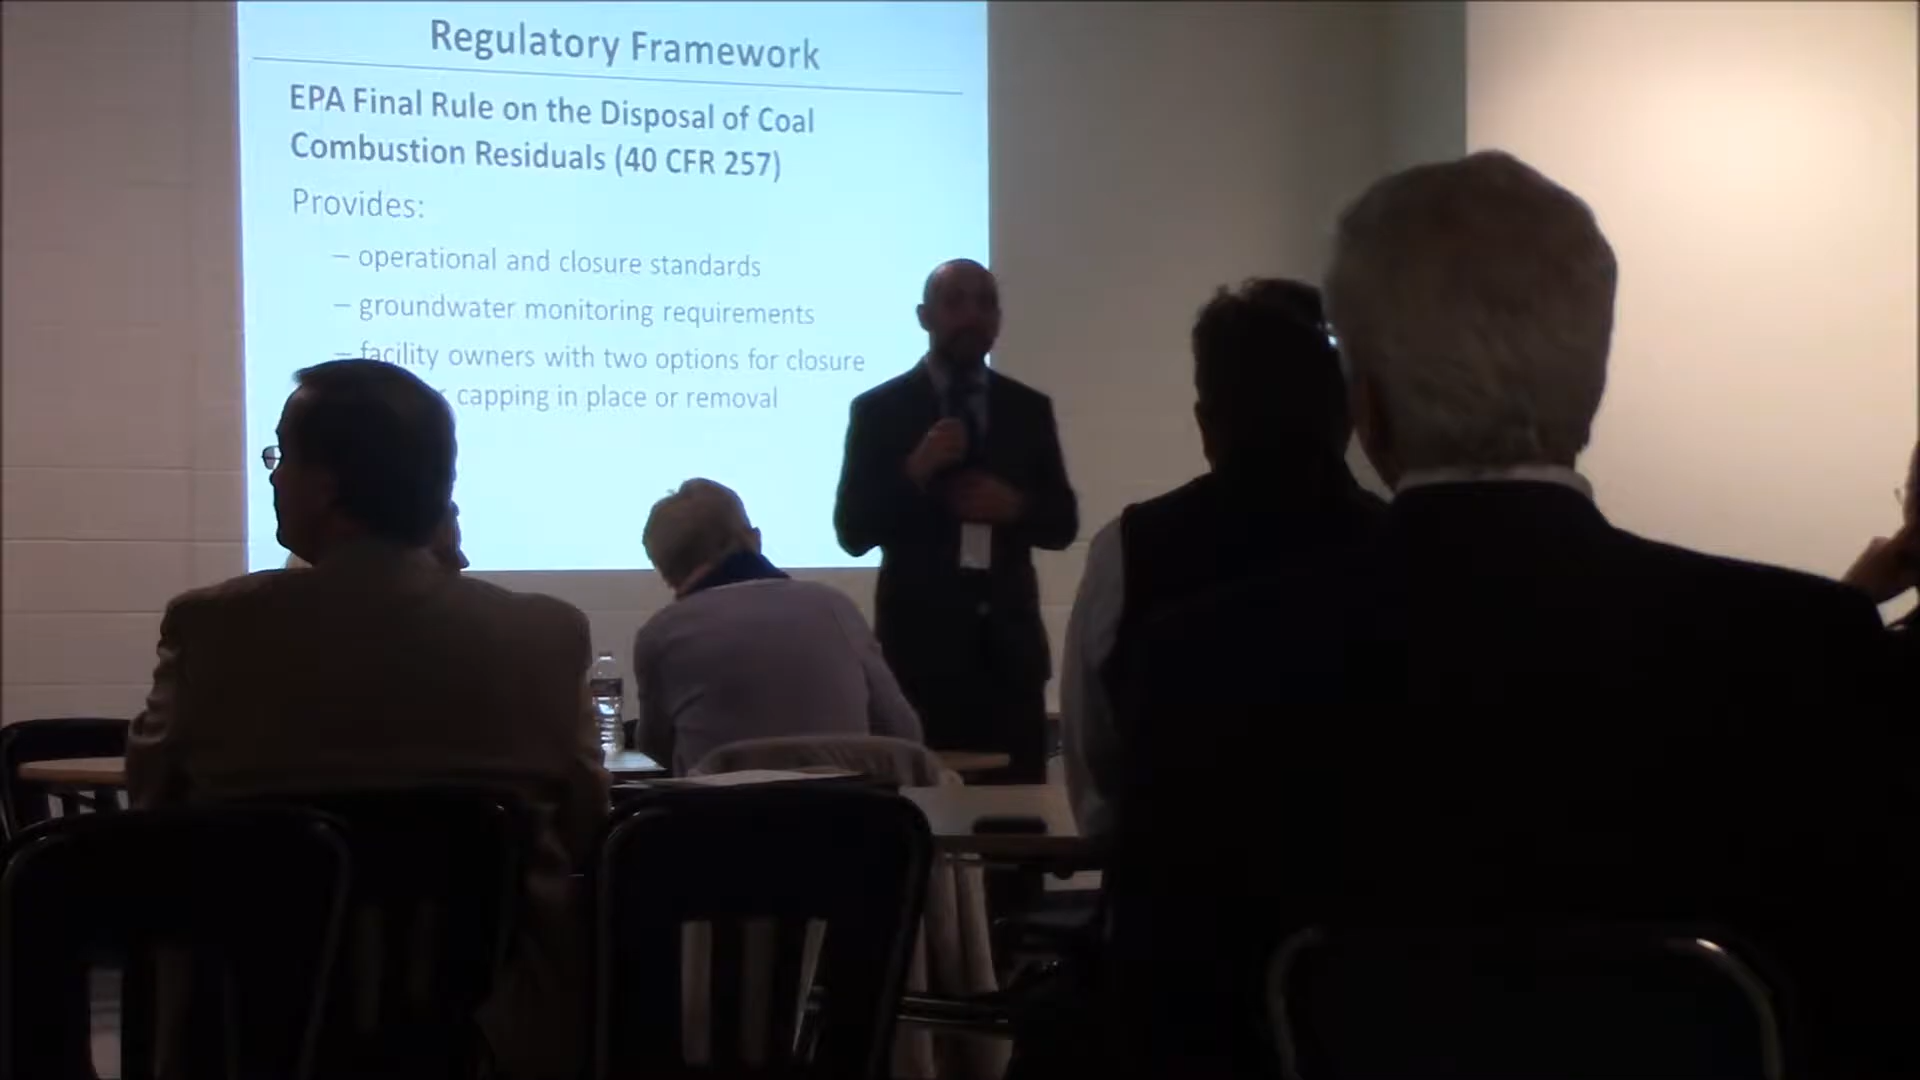 Regulatory Framework
EPA Final Rule on the Disposal of Coal
Combustion Residuals (40 CFR 257)
Provides:
– operational and closure standards
– groundwater monitoring requirements
– facility owners with two options for closure
capping in place or removal